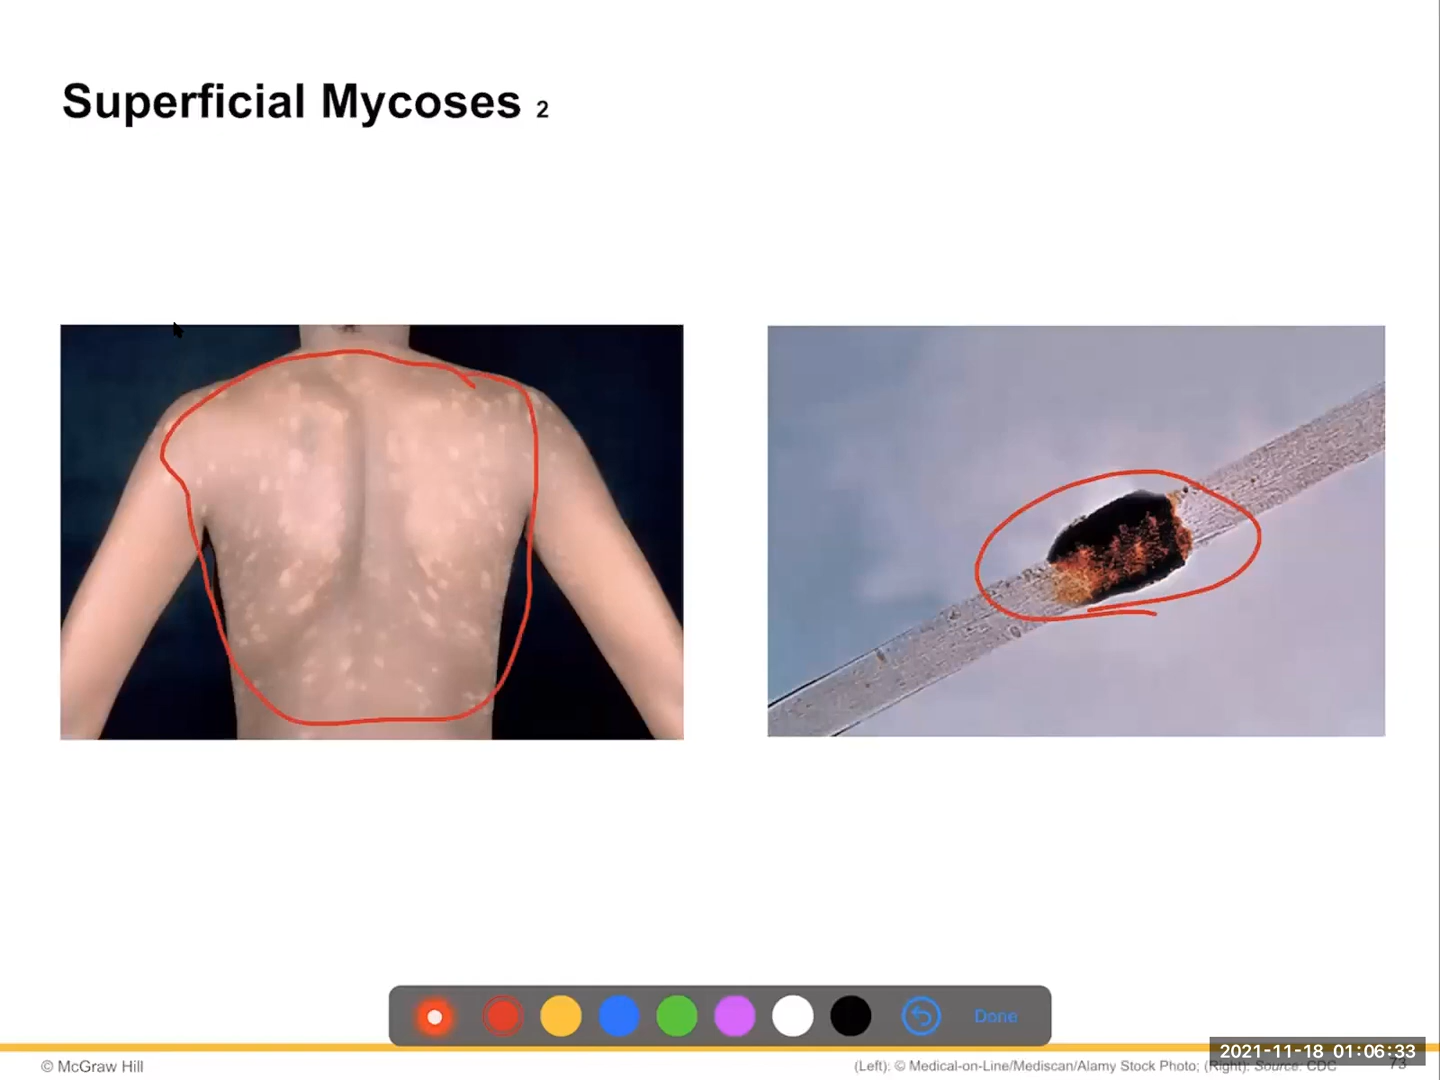 Superficial Mycoses 2
Done
2021-11-18 01:06:33
© McGraw Hill
(Left): © Medical-on-Line/Mediscan/Alamy Stock Photo; (Right): Source: CDC
73